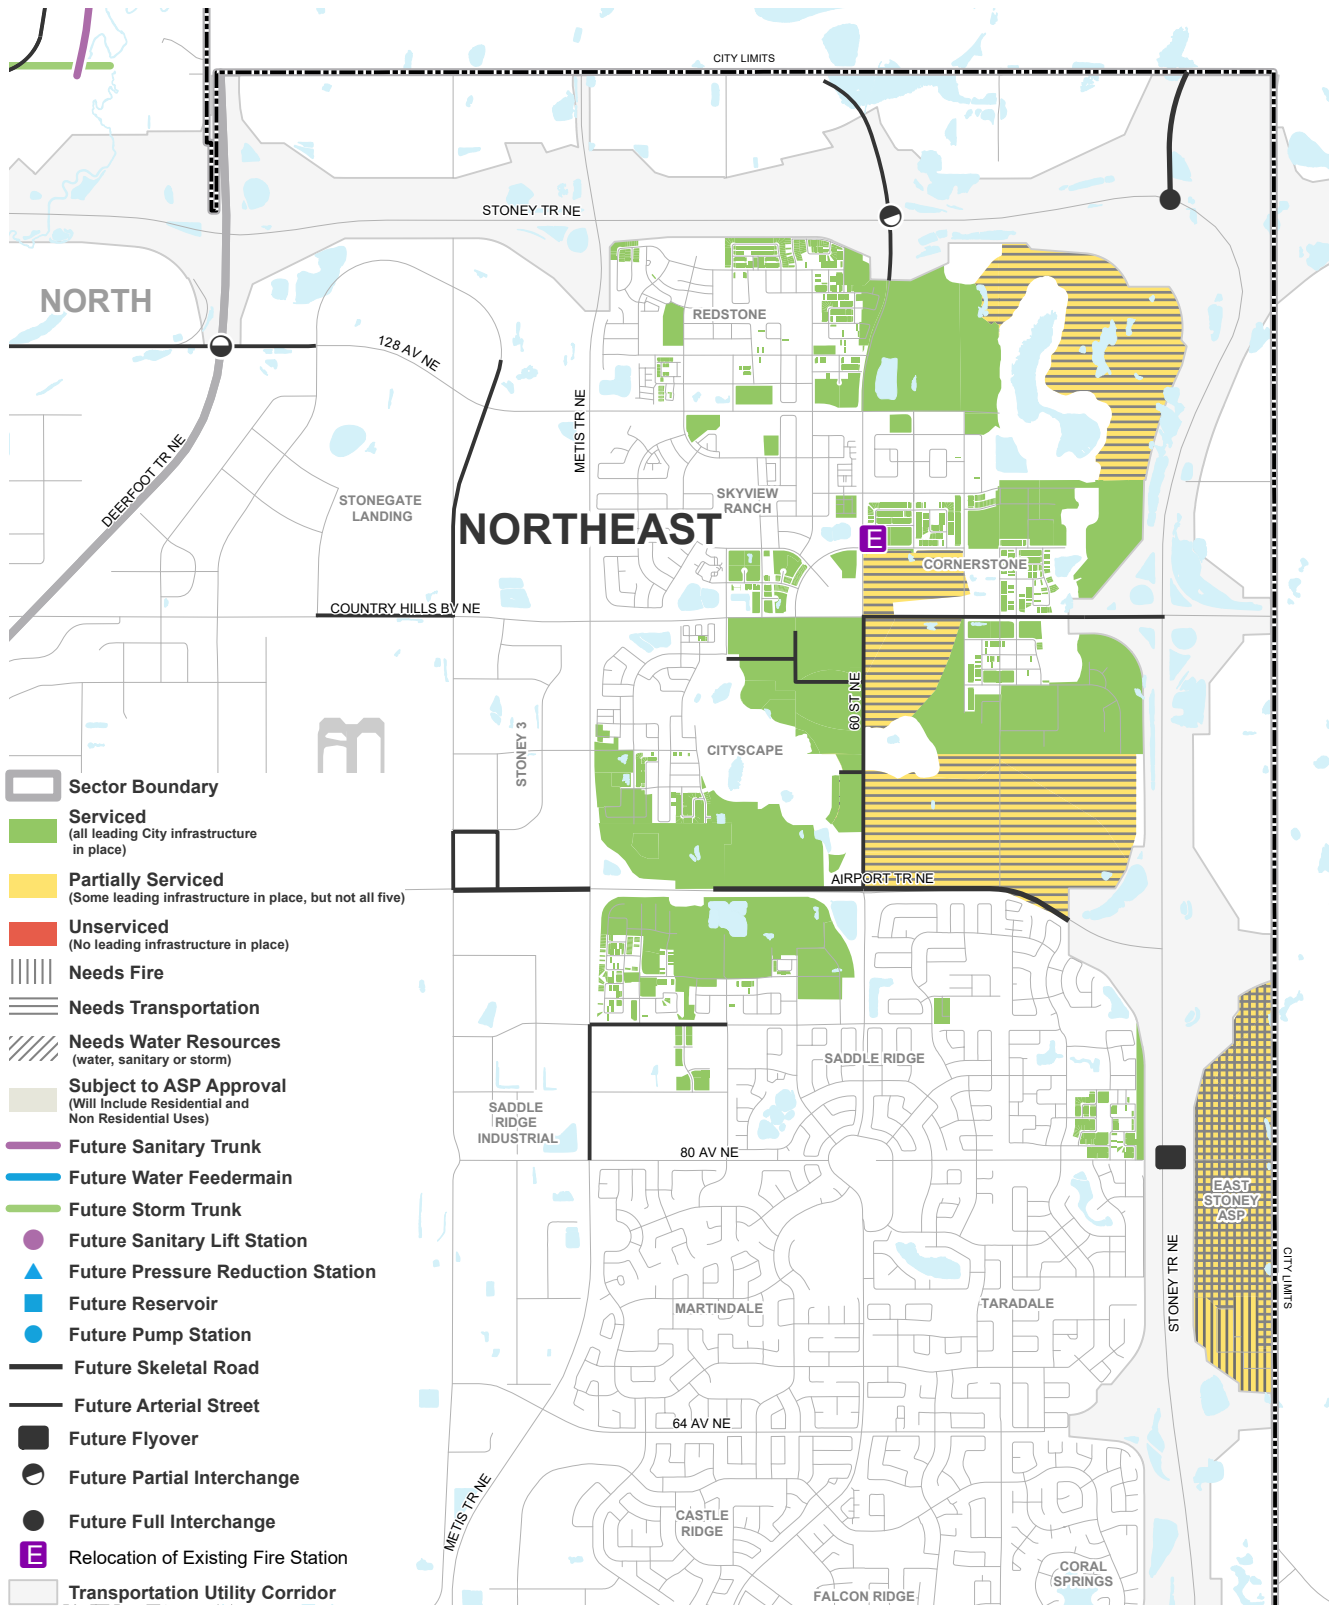 CITY LIMITS
STONEY TR NE
NORTH
REDSTONE
128 AV NE
METIS TR NE
DEERFOOT TR NE
STONEGATE
LANDING
SKYVIEW
RANCH
NORTHEAST
E
CORNERSTONE
COUNTRY HILLS BV NE
60 ST NE
STONEY 3
CITYSCAPE
AIRPORT TR NE
SADDLE RIDGE
SADDLE
RIDGE
INDUSTRIAL
80 AV NE
EAST
STONEY
ASP
STONEY TR NE
CITY LIMITS
MARTINDALE
TARADALE
64 AV NE
METIS TR NE
CASTLE
RIDGE
CORAL
SPRINGS
FALCON RIDGE
Sector Boundary
Serviced
(all leading City infrastructure
in place)
Partially Serviced
(Some leading infrastructure in place, but not all five)
Unserviced
(No leading infrastructure in place)
Needs Fire
Needs Transportation
Needs Water Resources
(water, sanitary or storm)
Subject to ASP Approval
(Will Include Residential and
Non Residential Uses)
Future Sanitary Trunk
Future Water Feedermain
Future Storm Trunk
Future Sanitary Lift Station
Future Pressure Reduction Station
Future Reservoir
Future Pump Station
Future Skeletal Road
Future Arterial Street
Future Flyover
Future Partial Interchange
Future Full Interchange
E Relocation of Existing Fire Station
Transportation Utility Corridor